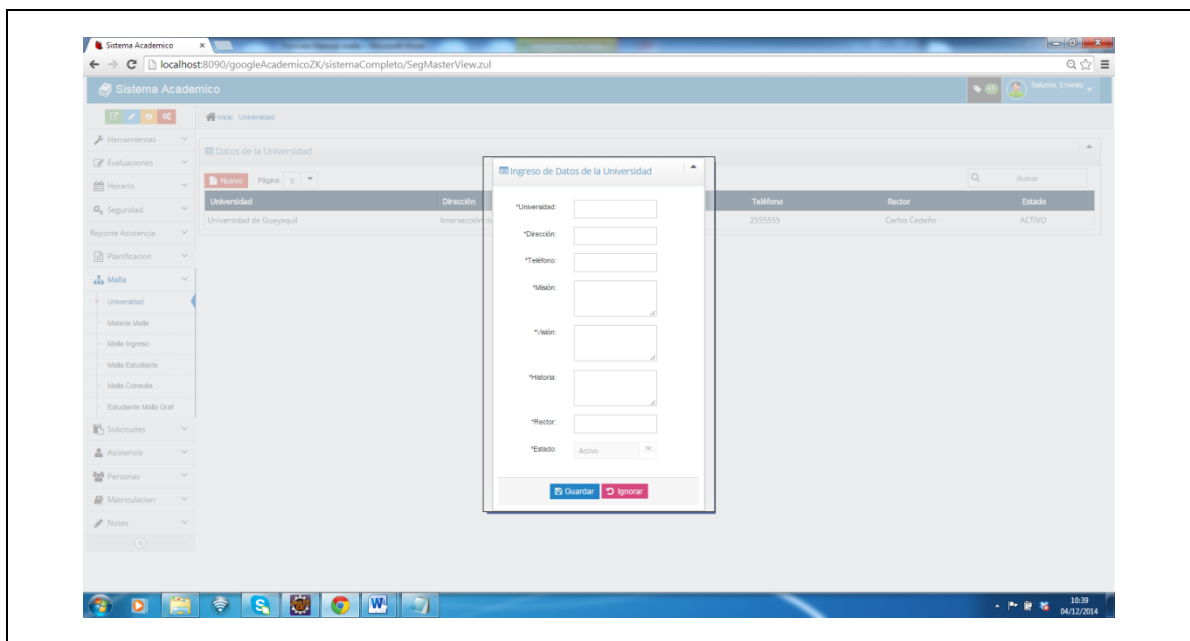 Sistema Academico
localhost:8090/googleAcademicoZK/sistemaCompleto/SegMasterView.zul
Sistema Academico
Saludos, Ernesto
Inicio Universidad
Herramientas
Evaluaciones
Horario
Seguridad
Reporte Asistencia
Planificacion
Malla
Universidad
Materia Malla
Malla Ingreso
Malla Estudiante
Malla Consulta
Estudiante Malla Graf
Solicitudes
Asistencia
Personas
Matriculacion
Notas
Datos de la Universidad
Nuevo Página: 0 Buscar
Universidad Dirección Teléfono Rector Estado
Universidad de Guayaquil Intersección de 2555555 Carlos Cedeño ACTIVO
Ingreso de Datos de la Universidad
*Universidad:
*Dirección:
*Teléfono:
*Misión:
*Visión:
*Historia:
*Rector:
*Estado: Activo
Guardar Ignorar
10:39
04/12/2014